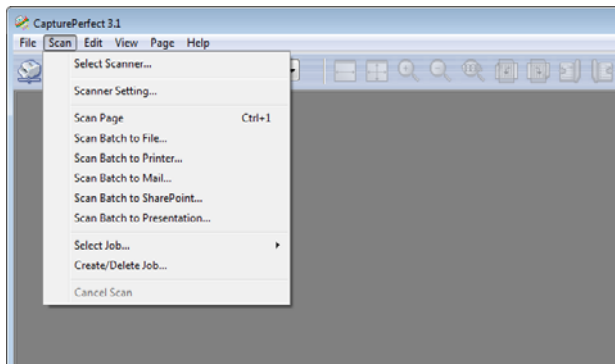 CapturePerfect 3.1
File Scan Edit View Page Help
Select Scanner...
Scanner Setting...
Scan Page Ctrl+1
Scan Batch to File...
Scan Batch to Printer...
Scan Batch to Mail...
Scan Batch to SharePoint...
Scan Batch to Presentation...
Select Job...
Create/Delete Job...
Cancel Scan